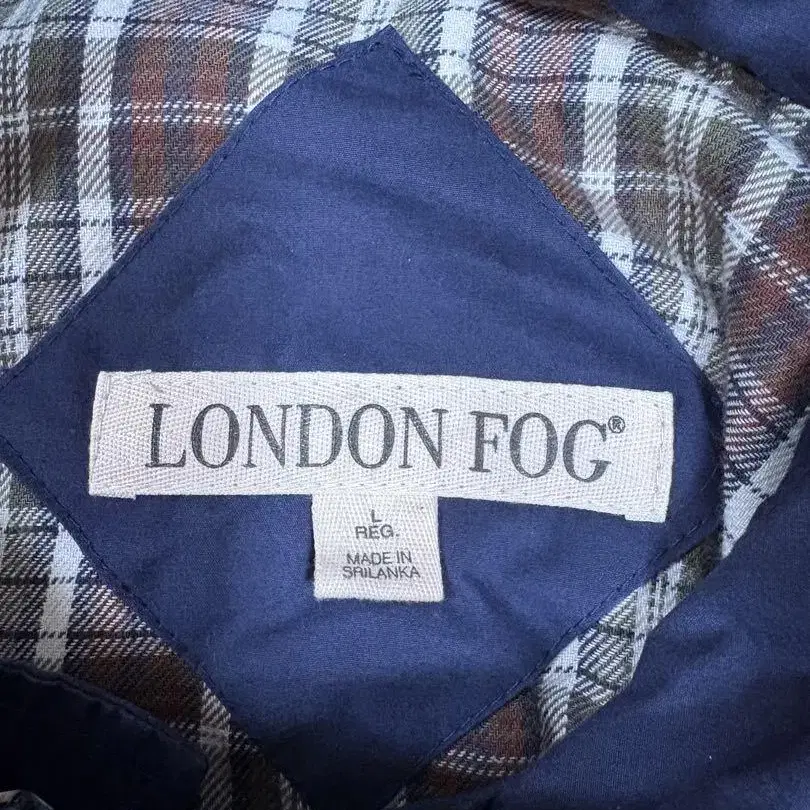 LONDON FOG®
L
REG.
MADE IN
SRILANKA